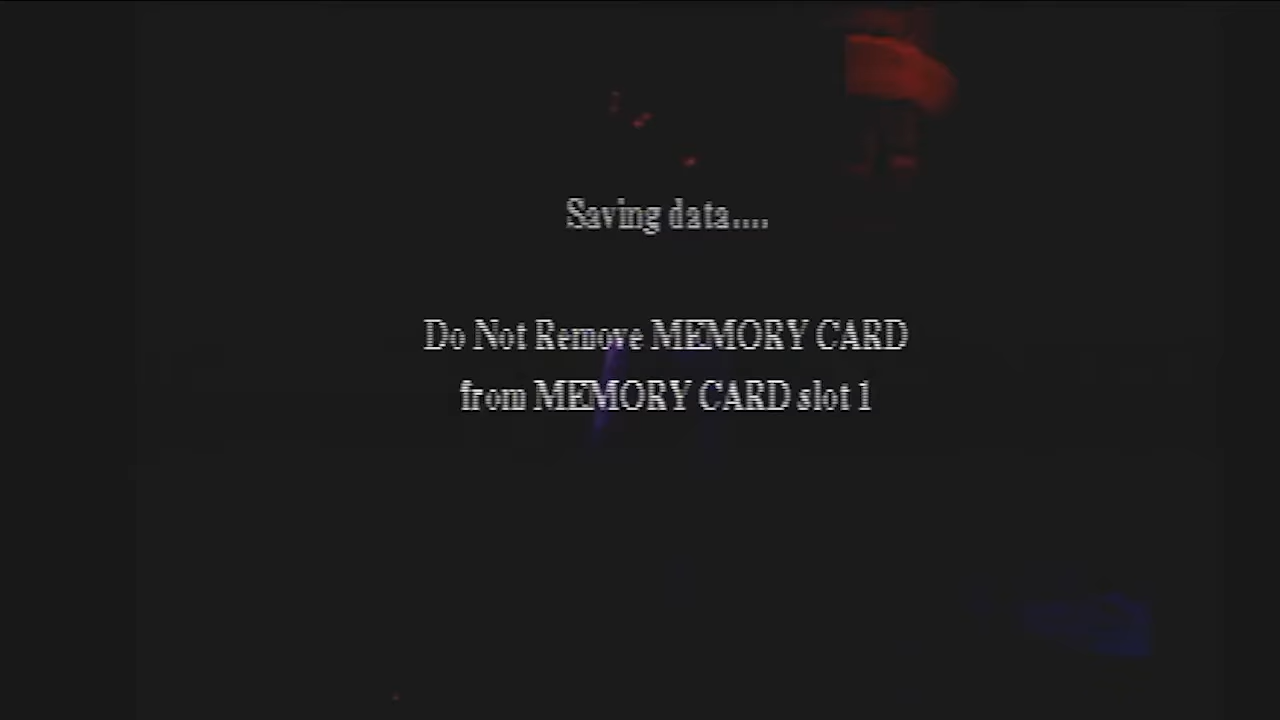 Saving data....
Do Not Remove MEMORY CARD
from MEMORY CARD slot 1